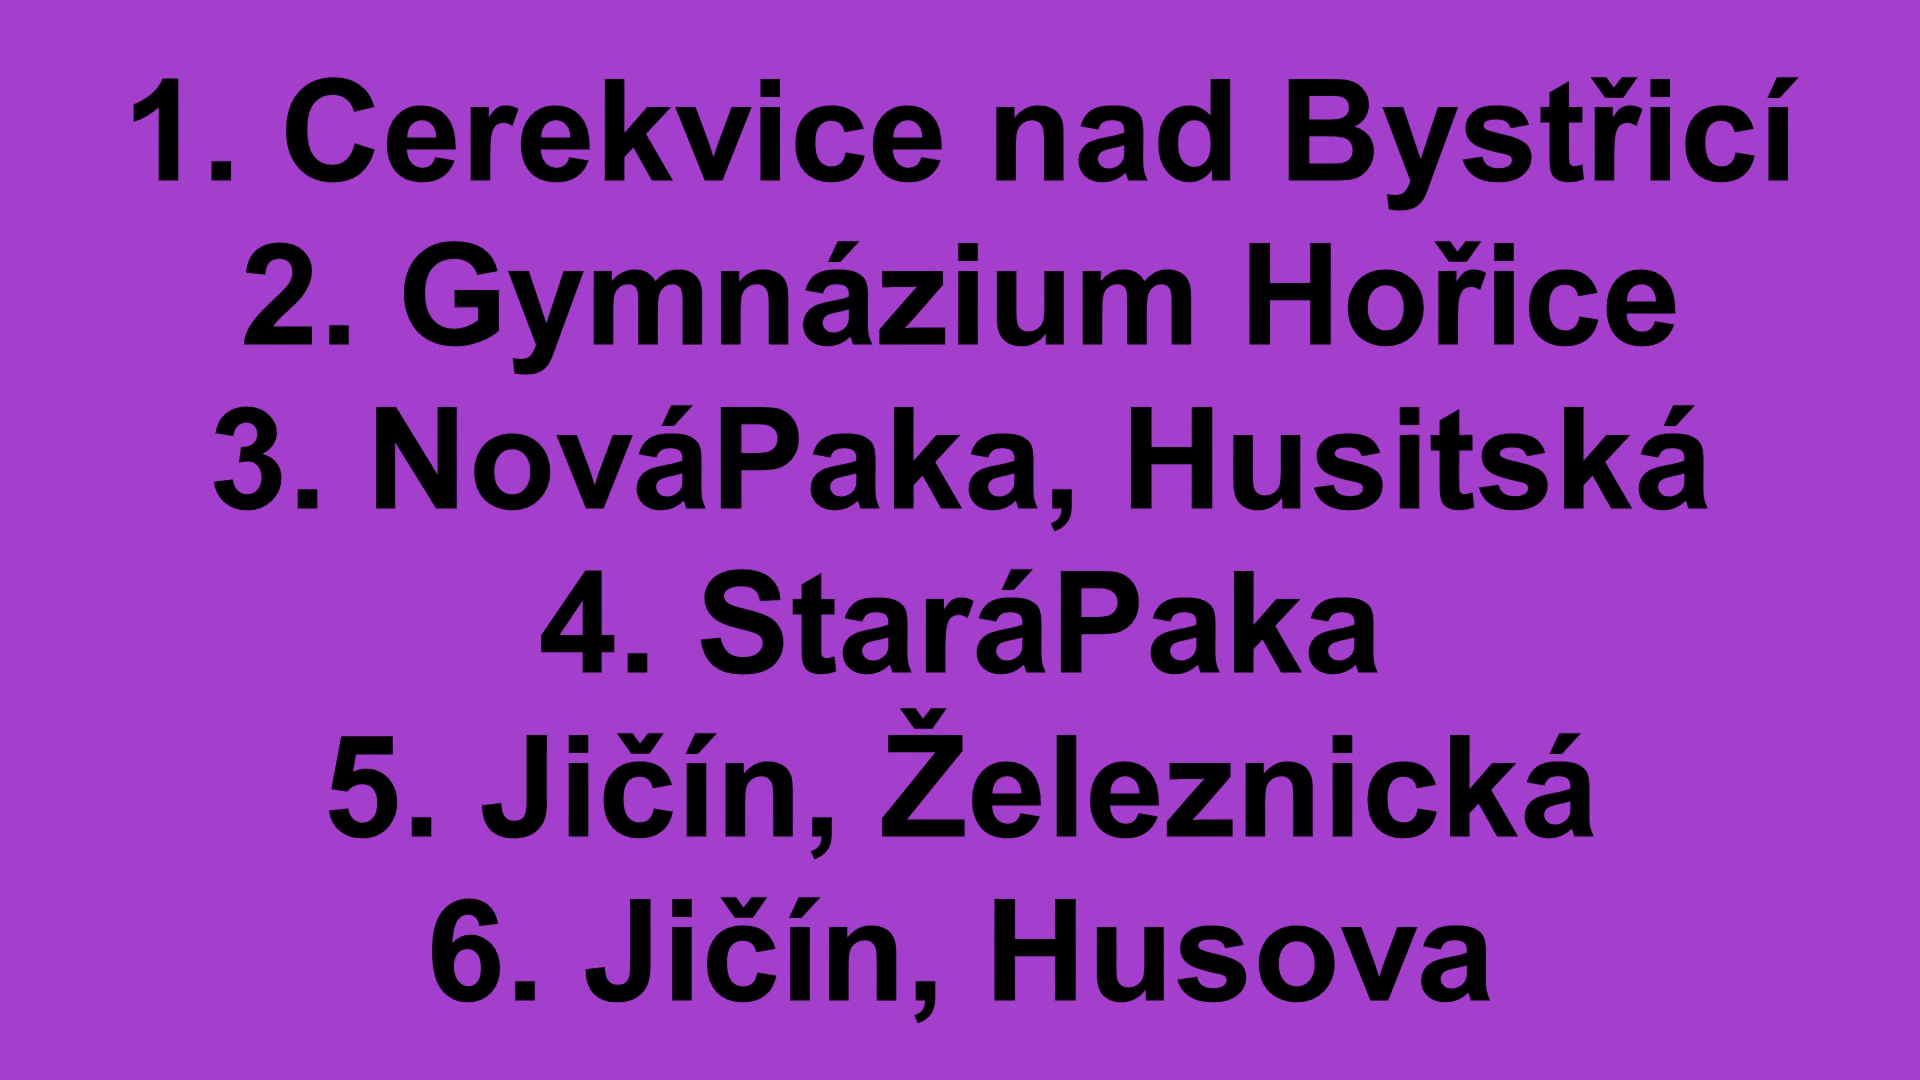 1. Cerekvice nad Bystřicí
2. Gymnázium Hořice
3. NováPaka, Husitská
4. StaráPaka
5. Jičín, Železnická
6. Jičín, Husova